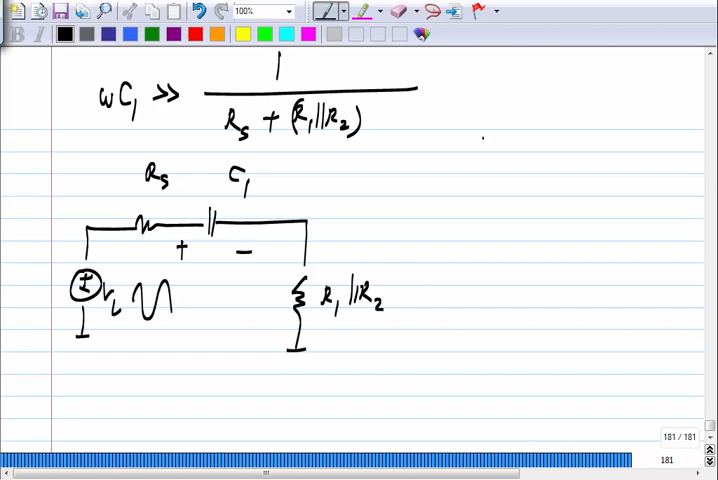 100%
B I
1
ωC₁ >> 
Rs + (R₁||R₂)
Rs C₁
+ −
vi
R₁||R₂
181 / 181
181